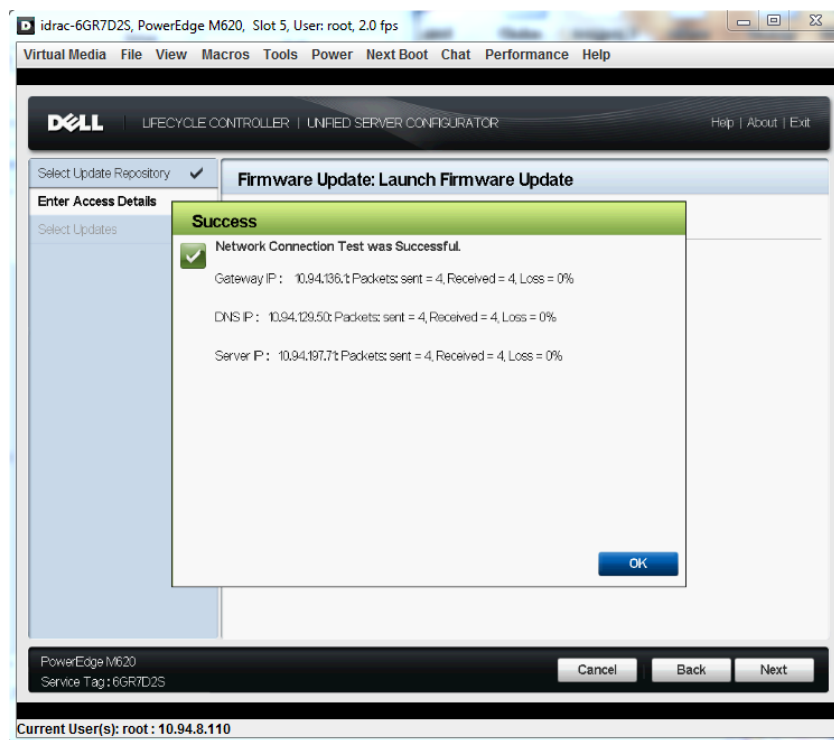 idrac-6GR7D2S, PowerEdge M620, Slot 5, User: root, 2.0 fps
Virtual Media File View Macros Tools Power Next Boot Chat Performance Help
DELL LIFECYCLE CONTROLLER | UNIFIED SERVER CONFIGURATOR Help | About | Exit
Select Update Repository
Firmware Update: Launch Firmware Update
Enter Access Details
Select Updates
Success
Network Connection Test was Successful.
Gateway IP : 10.94.136.1: Packets: sent = 4, Received = 4, Loss = 0%
DNS IP : 10.94.129.50: Packets: sent = 4, Received = 4, Loss = 0%
Server IP : 10.94.197.71: Packets: sent = 4, Received = 4, Loss = 0%
OK
PowerEdge M620
Service Tag : 6GR7D2S
Cancel Back Next
Current User(s): root : 10.94.8.110